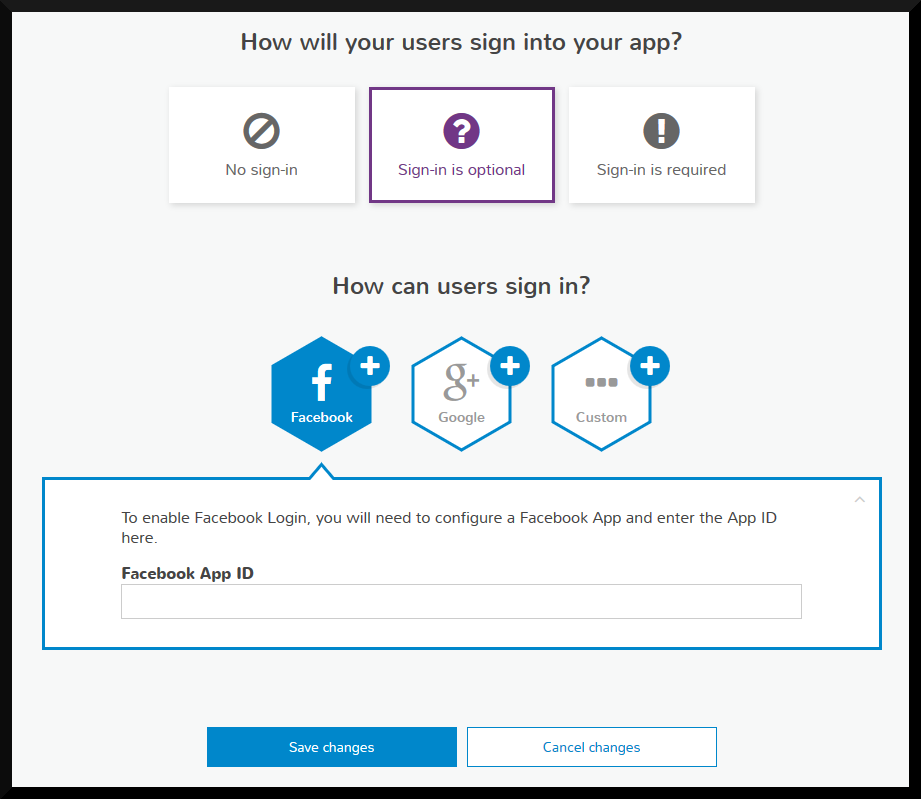 How will your users sign into your app?
No sign-in
Sign-in is optional
Sign-in is required
How can users sign in?
Facebook
Google
Custom
To enable Facebook Login, you will need to configure a Facebook App and enter the App ID
here.
Facebook App ID
Save changes
Cancel changes